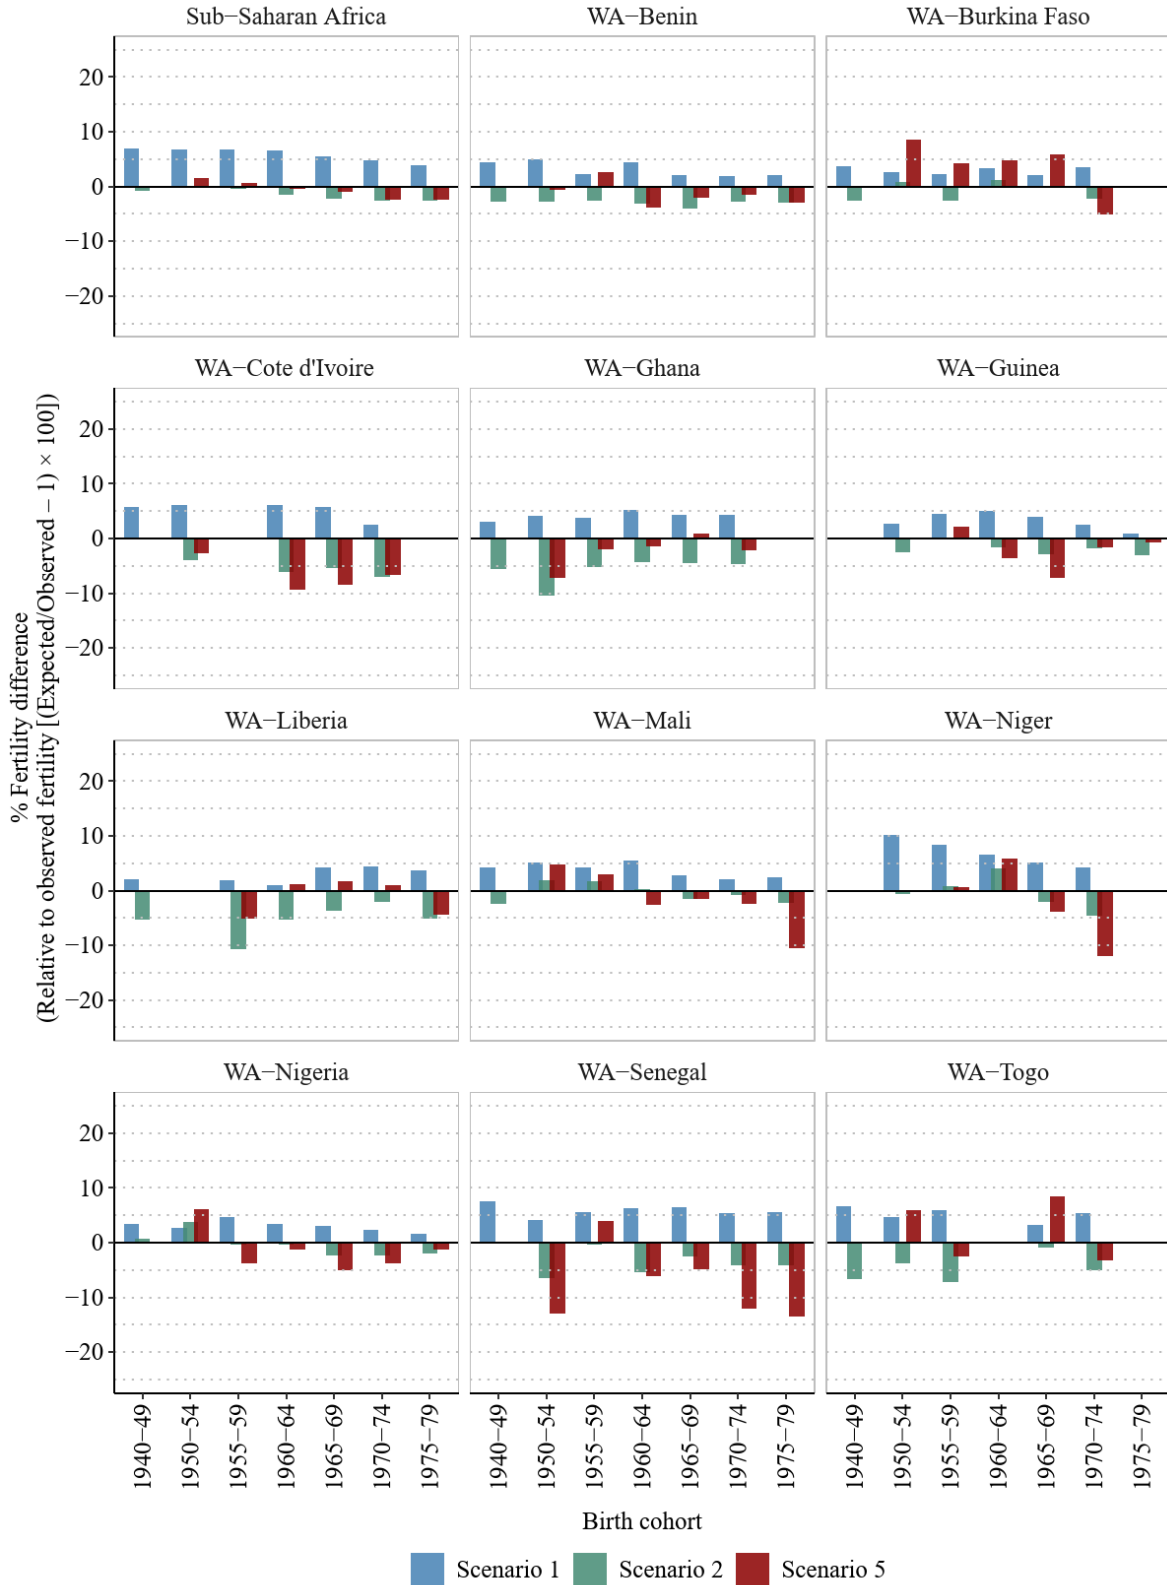 Sub−Saharan Africa
WA−Benin
WA−Burkina Faso
20
10
0
−10
−20
WA−Cote d'Ivoire
WA−Ghana
WA−Guinea
20
10
0
−10
−20
WA−Liberia
WA−Mali
WA−Niger
20
10
0
−10
−20
WA−Nigeria
WA−Senegal
WA−Togo
20
10
0
−10
−20
% Fertility difference
(Relative to observed fertility [(Expected/Observed − 1) × 100])
1940−49
1950−54
1955−59
1960−64
1965−69
1970−74
1975−79
1940−49
1950−54
1955−59
1960−64
1965−69
1970−74
1975−79
1940−49
1950−54
1955−59
1960−64
1965−69
1970−74
1975−79
Birth cohort
Scenario 1
Scenario 2
Scenario 5